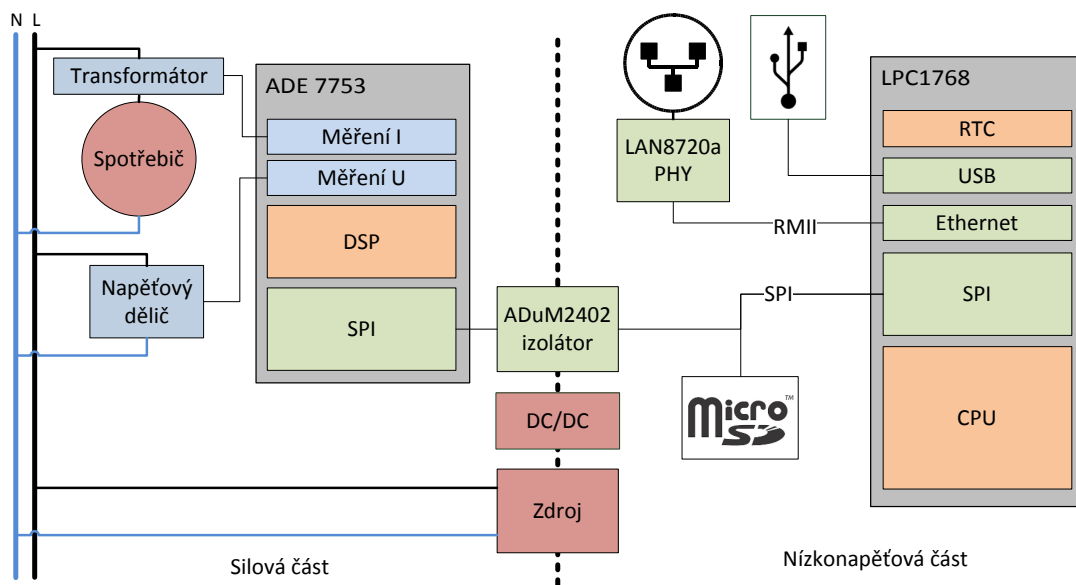 N L
Transformátor
Spotřebič
Napěťový
dělič
ADE 7753
Měření I
Měření U
DSP
SPI
ADuM2402
izolátor
DC/DC
Zdroj
LAN8720a
PHY
RMII
SPI
Micro
SD
TM
LPC1768
RTC
USB
Ethernet
SPI
CPU
Silová část
Nízkonapěťová část